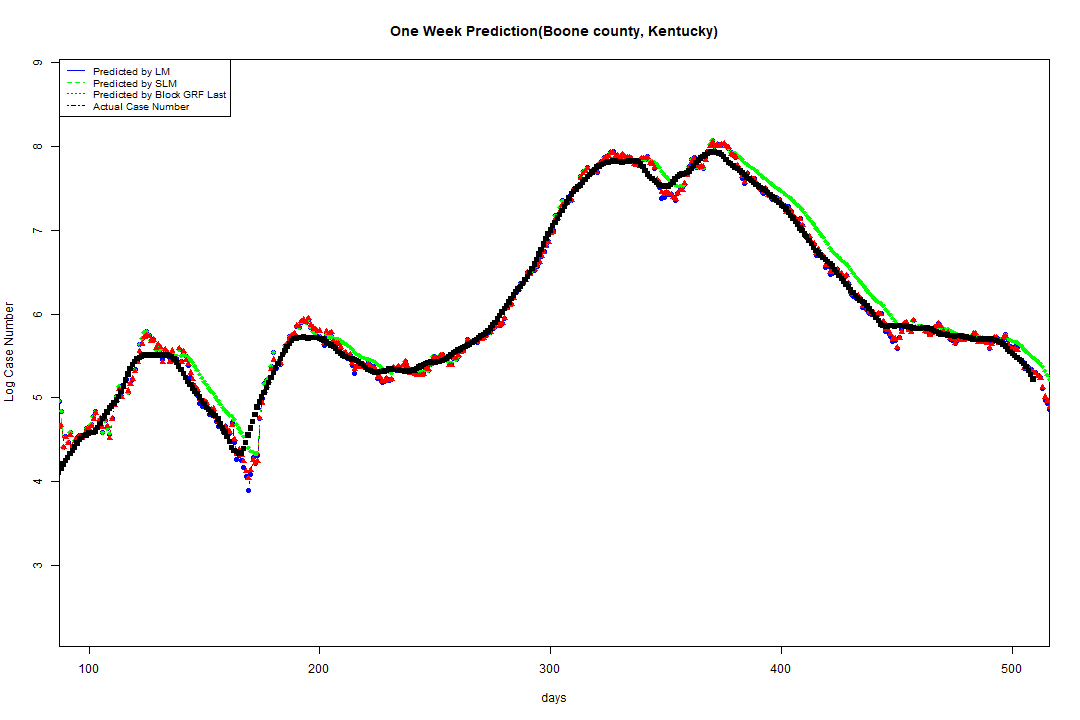 One Week Prediction(Boone county, Kentucky)
Predicted by LM
Predicted by SLM
Predicted by Block GRF Last
Actual Case Number
Log Case Number
9
8
7
6
5
4
3
100 200 300 400 500
days